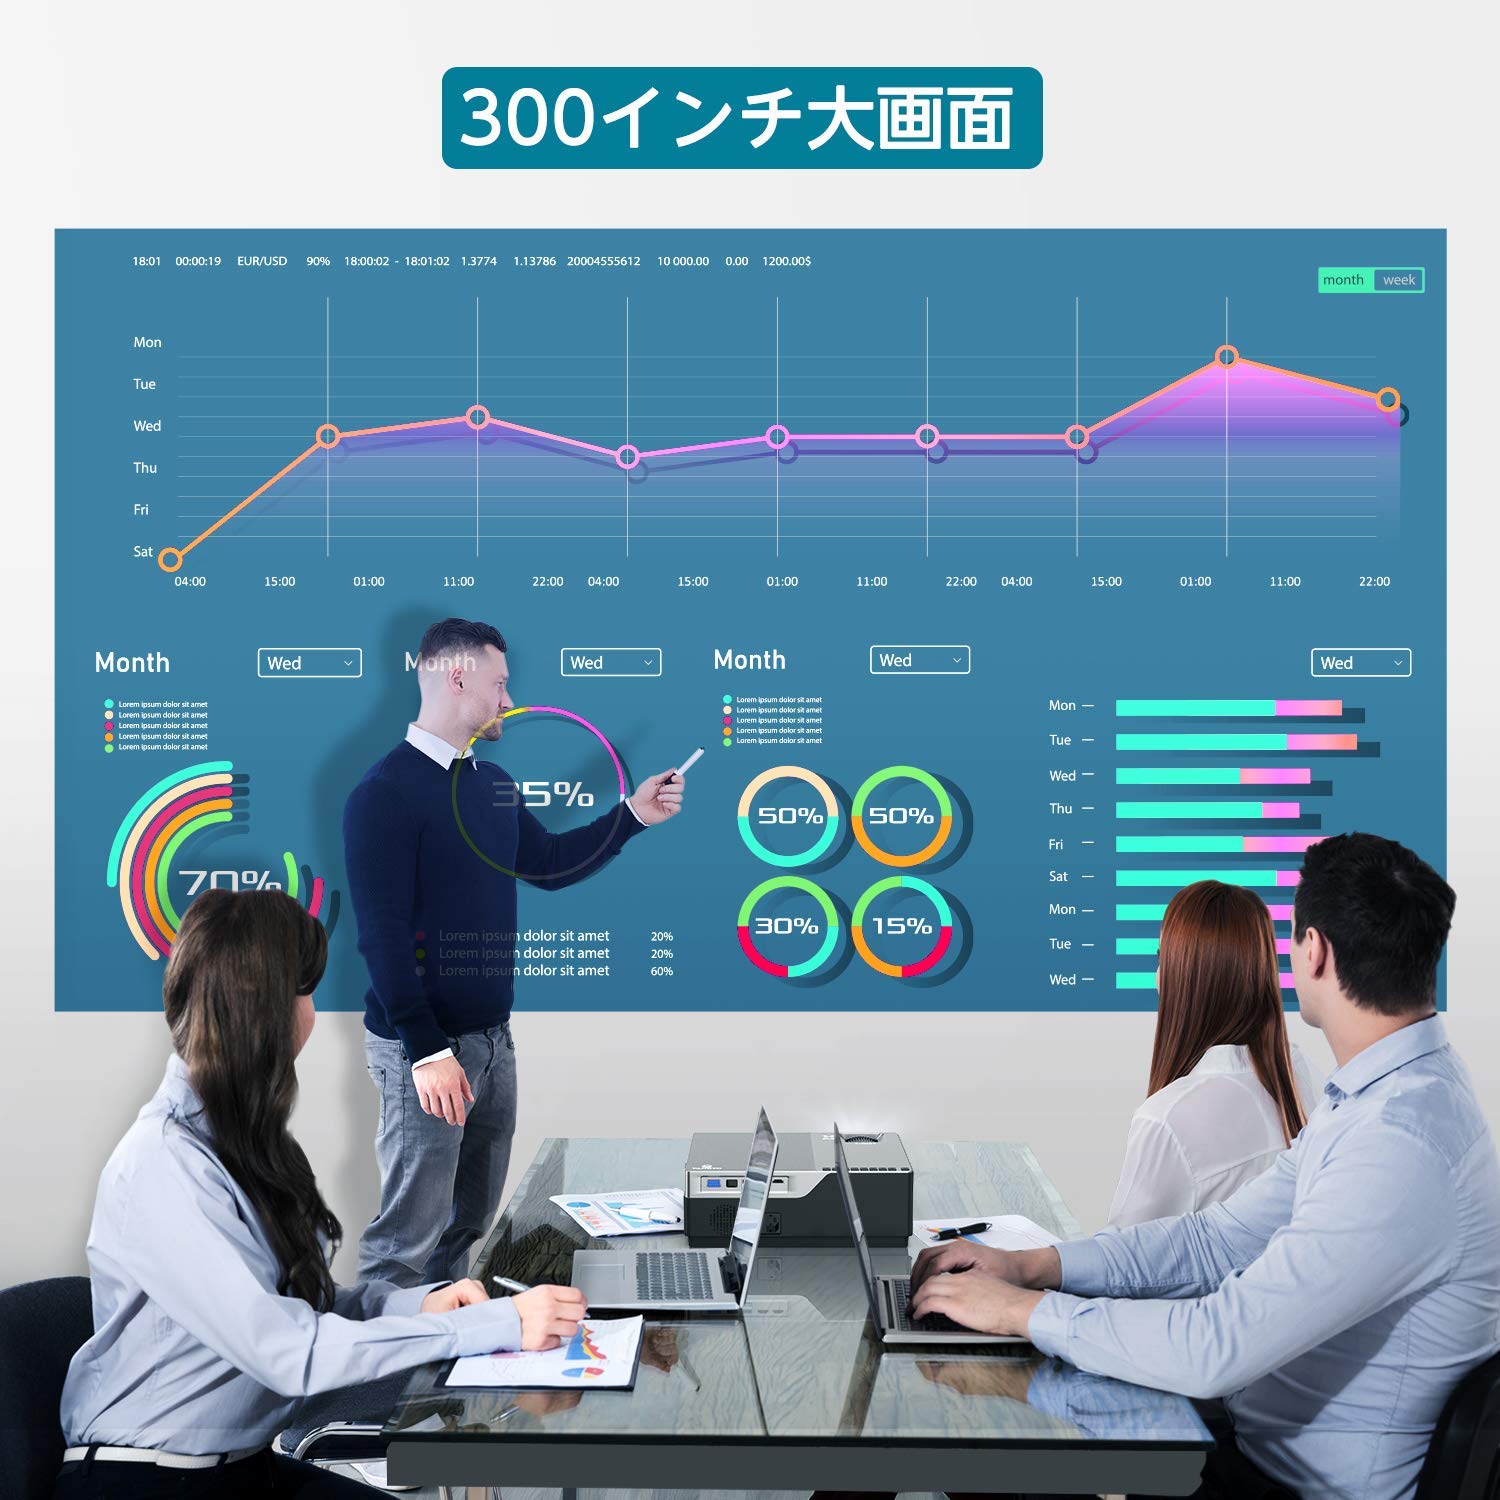 300インチ大画面
18:01 00:00:19 EUR/USD 90% 18:00:02 - 18:01:02 1.3774 1.13786 20004555612 10 000.00 0.00 1200.00$
month week
Mon
Tue
Wed
Thu
Fri
Sat
04:00 15:00 01:00 11:00 22:00 04:00 15:00 01:00 11:00 22:00 04:00 15:00 01:00 11:00 22:00
Month Wed
Lorem ipsum dolor sit amet
Lorem ipsum dolor sit amet
Lorem ipsum dolor sit amet
Lorem ipsum dolor sit amet
Lorem ipsum dolor sit amet
70%
Month Wed
35%
Lorem ipsum dolor sit amet 20%
Lorem ipsum dolor sit amet 20%
Lorem ipsum dolor sit amet 60%
Month Wed
Lorem ipsum dolor sit amet
Lorem ipsum dolor sit amet
Lorem ipsum dolor sit amet
Lorem ipsum dolor sit amet
Lorem ipsum dolor sit amet
50% 50%
30% 15%
Wed
Mon
Tue
Wed
Thu
Fri
Sat
Mon
Tue
Wed